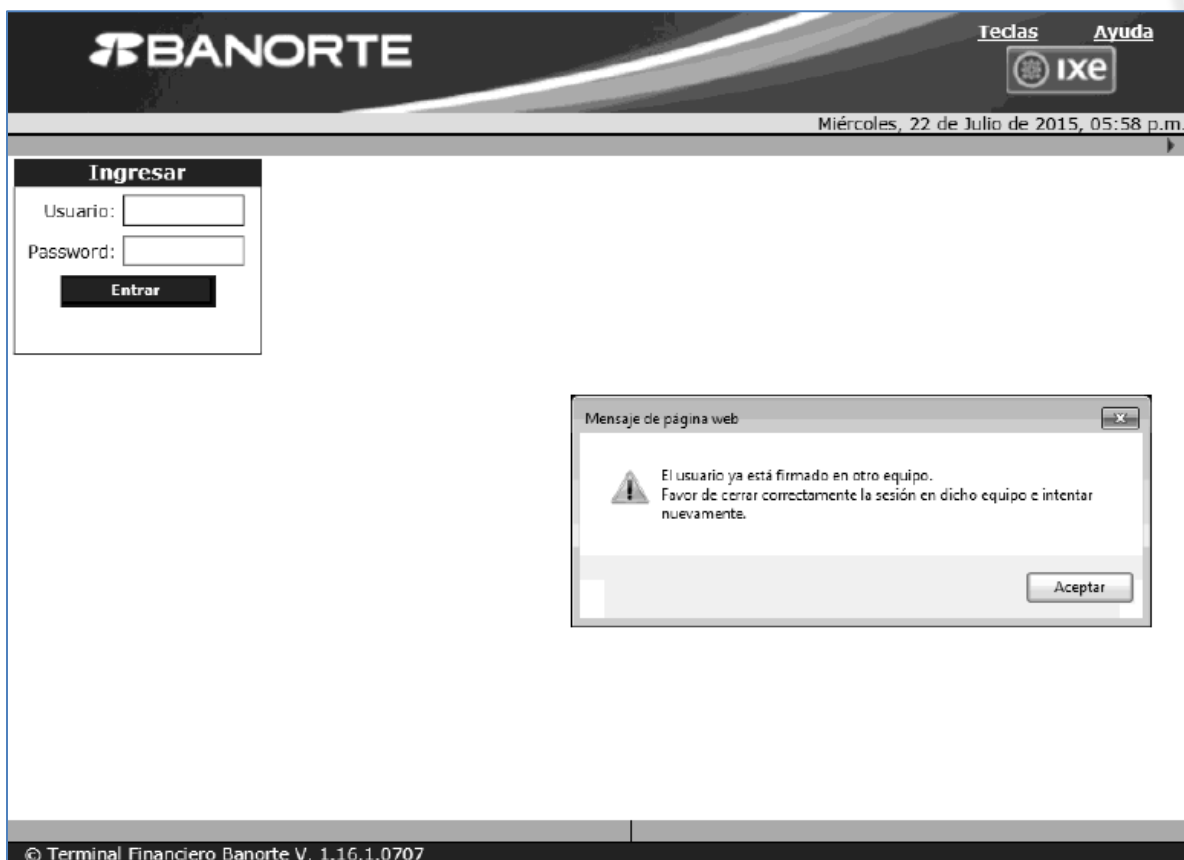 BANORTE
Teclas Ayuda
ixe
Miércoles, 22 de Julio de 2015, 05:58 p.m.
Ingresar
Usuario:
Password:
Entrar
Mensaje de página web
El usuario ya está firmado en otro equipo.
Favor de cerrar correctamente la sesión en dicho equipo e intentar
nuevamente.
Aceptar
© Terminal Financiero Banorte V. 1.16.1.0707